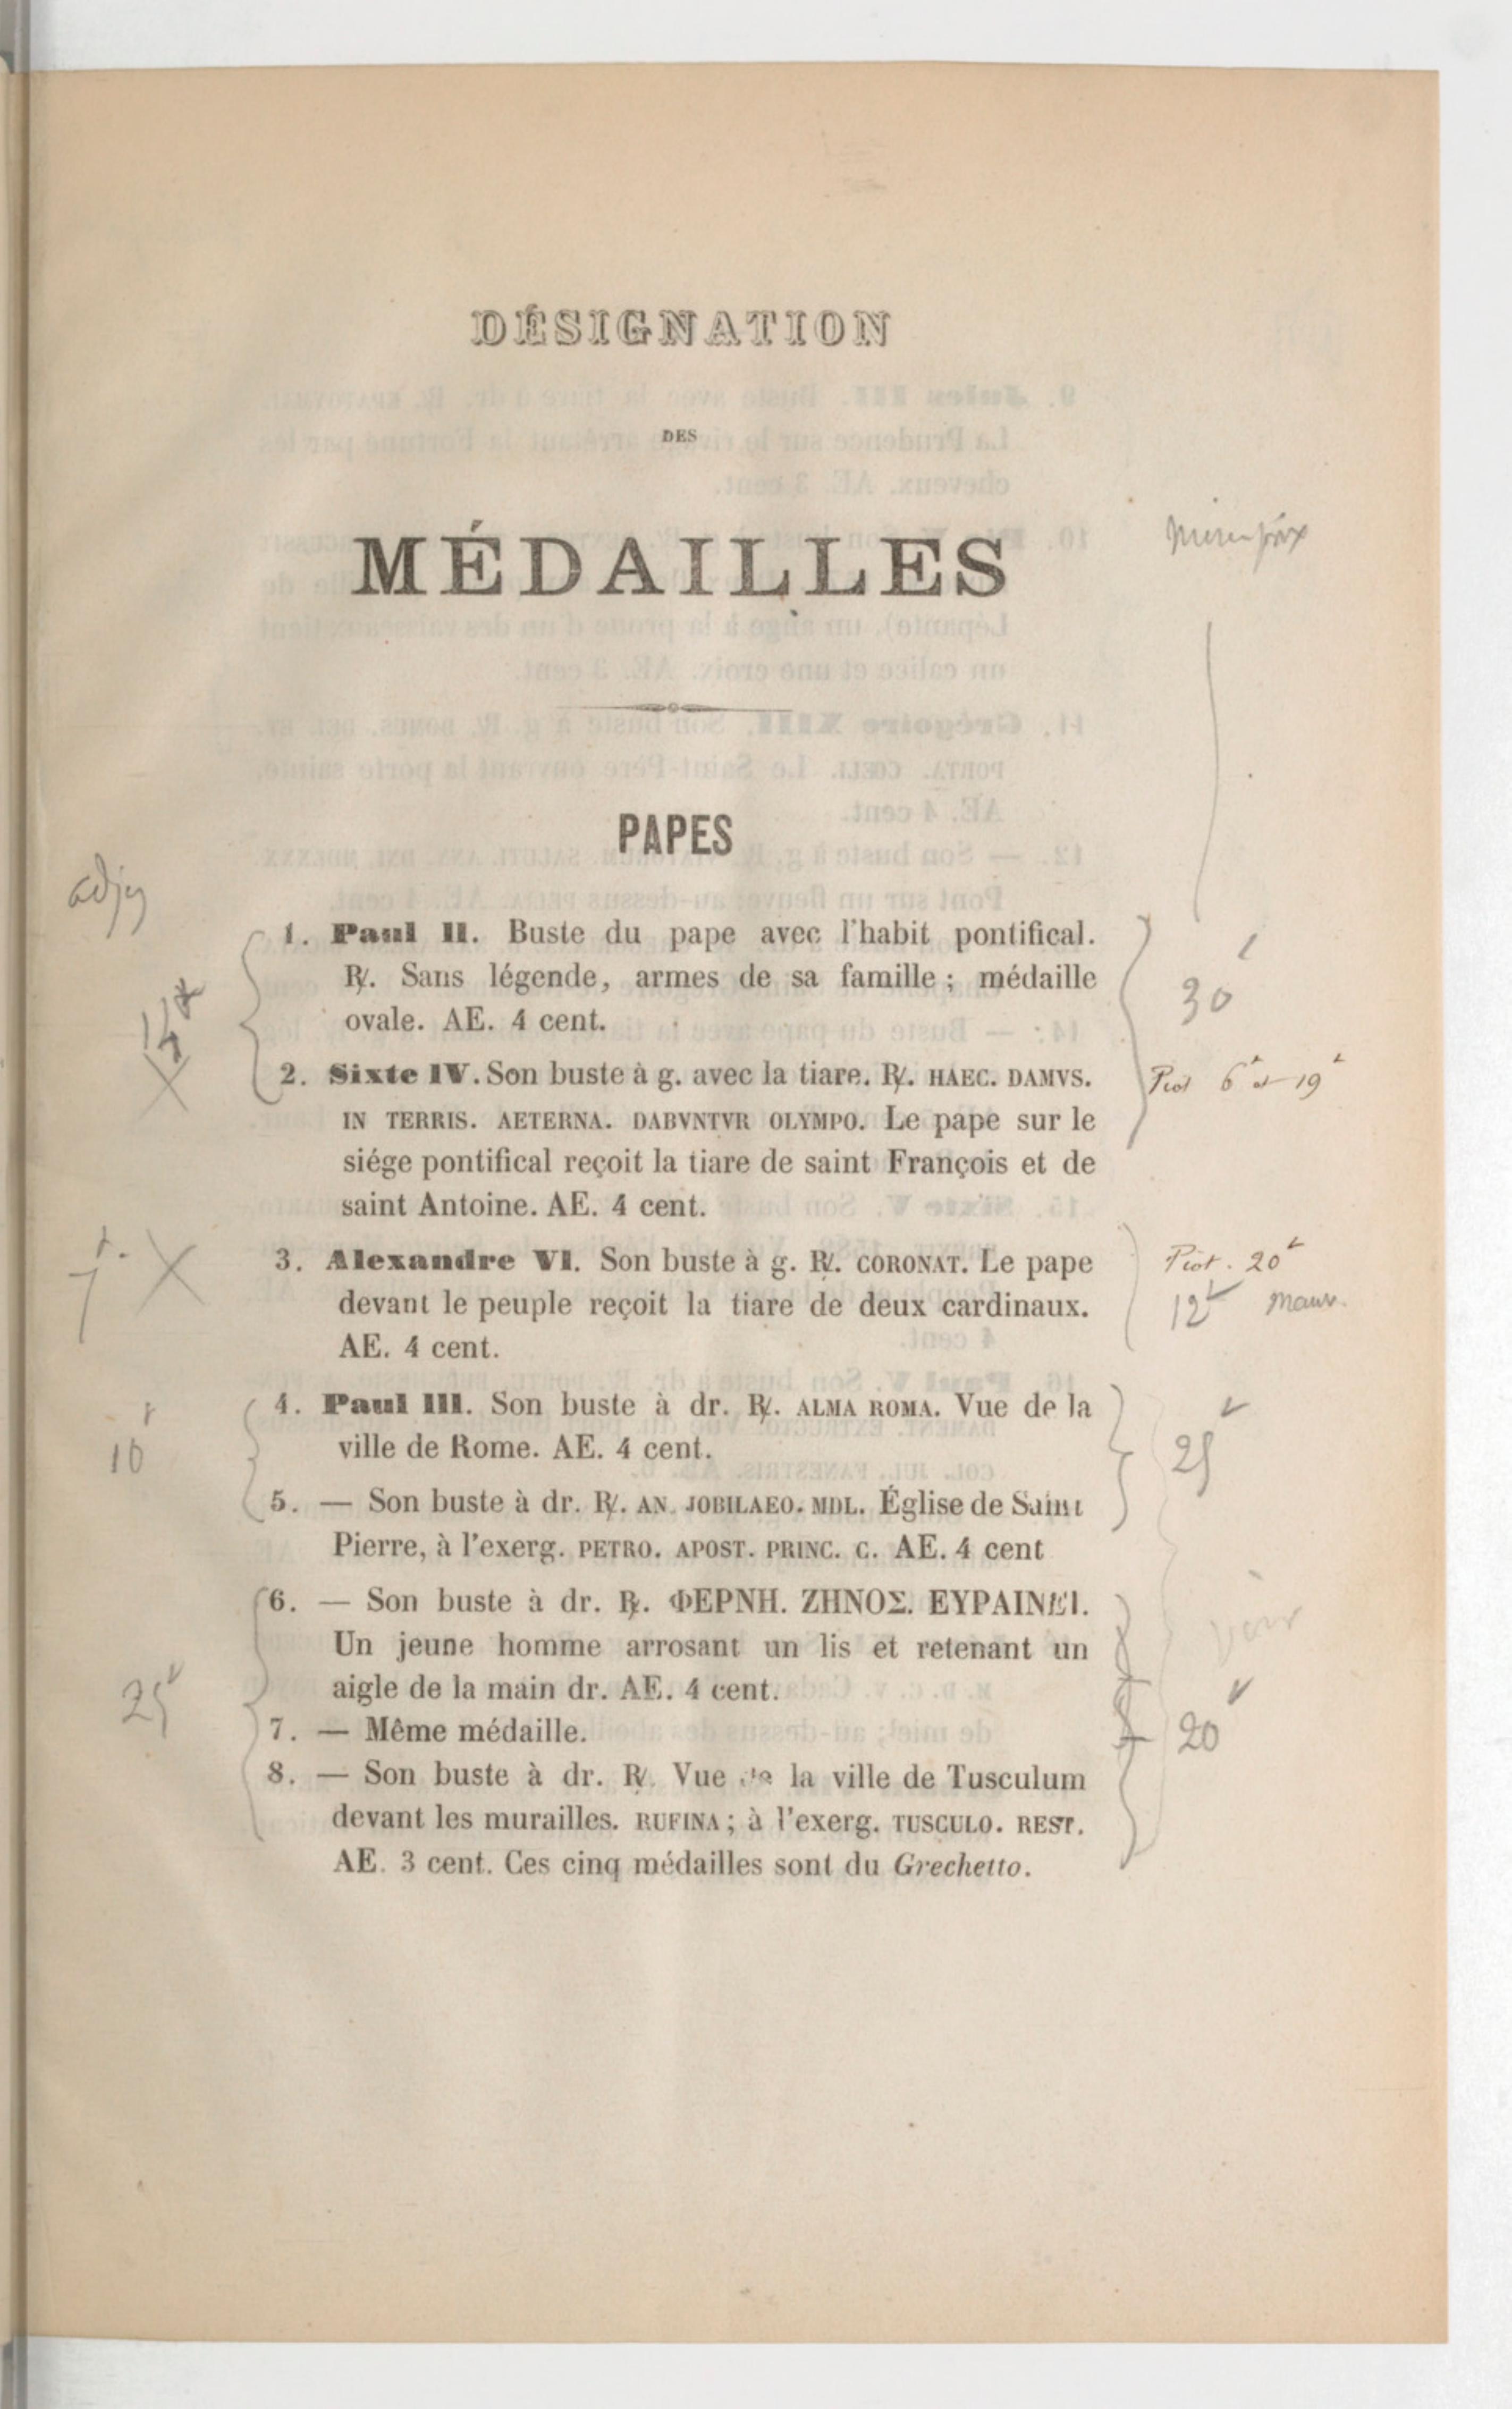 DÉSIGNATION
DES
MÉDAILLES
PAPES
adjug
1. Paul II. Buste du pape avec l'habit pontifical.
℟. Sans légende, armes de sa famille ; médaille
ovale. AE. 4 cent.
30
2. Sixte IV. Son buste à g. avec la tiare. ℟. HAEC. DAMVS.
IN TERRIS. AETERNA. DABVNTVR OLYMPO. Le pape sur le
siége pontifical reçoit la tiare de saint François et de
saint Antoine. AE. 4 cent.
Piot 6 et 19
3. Alexandre VI. Son buste à g. ℟. CORONAT. Le pape
devant le peuple reçoit la tiare de deux cardinaux.
AE. 4 cent.
Piot. 20
12 mauv.
4. Paul III. Son buste à dr. ℟. ALMA ROMA. Vue de la
ville de Rome. AE. 4 cent.
10
25
5. — Son buste à dr. ℟. AN. JOBILAEO. MDL. Église de Saint
Pierre, à l'exerg. PETRO. APOST. PRINC. C. AE. 4 cent
6. — Son buste à dr. ℟. ΦΕΡΝΗ. ΖΗΝΟΣ. ΕΥΡΑΙΝΕΙ.
Un jeune homme arrosant un lis et retenant un
aigle de la main dr. AE. 4 cent.
25
7. — Même médaille.
20
8. — Son buste à dr. ℟. Vue de la ville de Tusculum
devant les murailles. RUFINA ; à l'exerg. TUSCULO. REST.
AE. 3 cent. Ces cinq médailles sont du Grechetto.